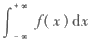 ∫₋∞⁺∞ f( x ) dx